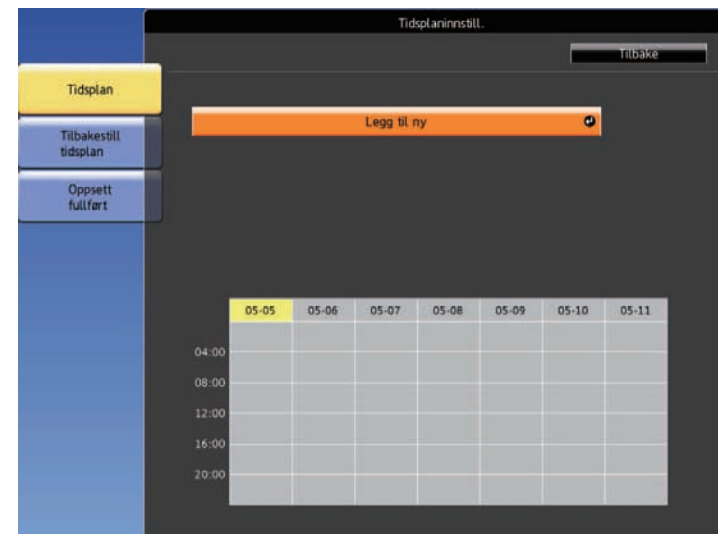 Tidsplaninnstill.
Tilbake
Tidsplan
Tilbakestill
tidsplan
Oppsett
fullført
Legg til ny
05-05 05-06 05-07 05-08 05-09 05-10 05-11
04:00
08:00
12:00
16:00
20:00